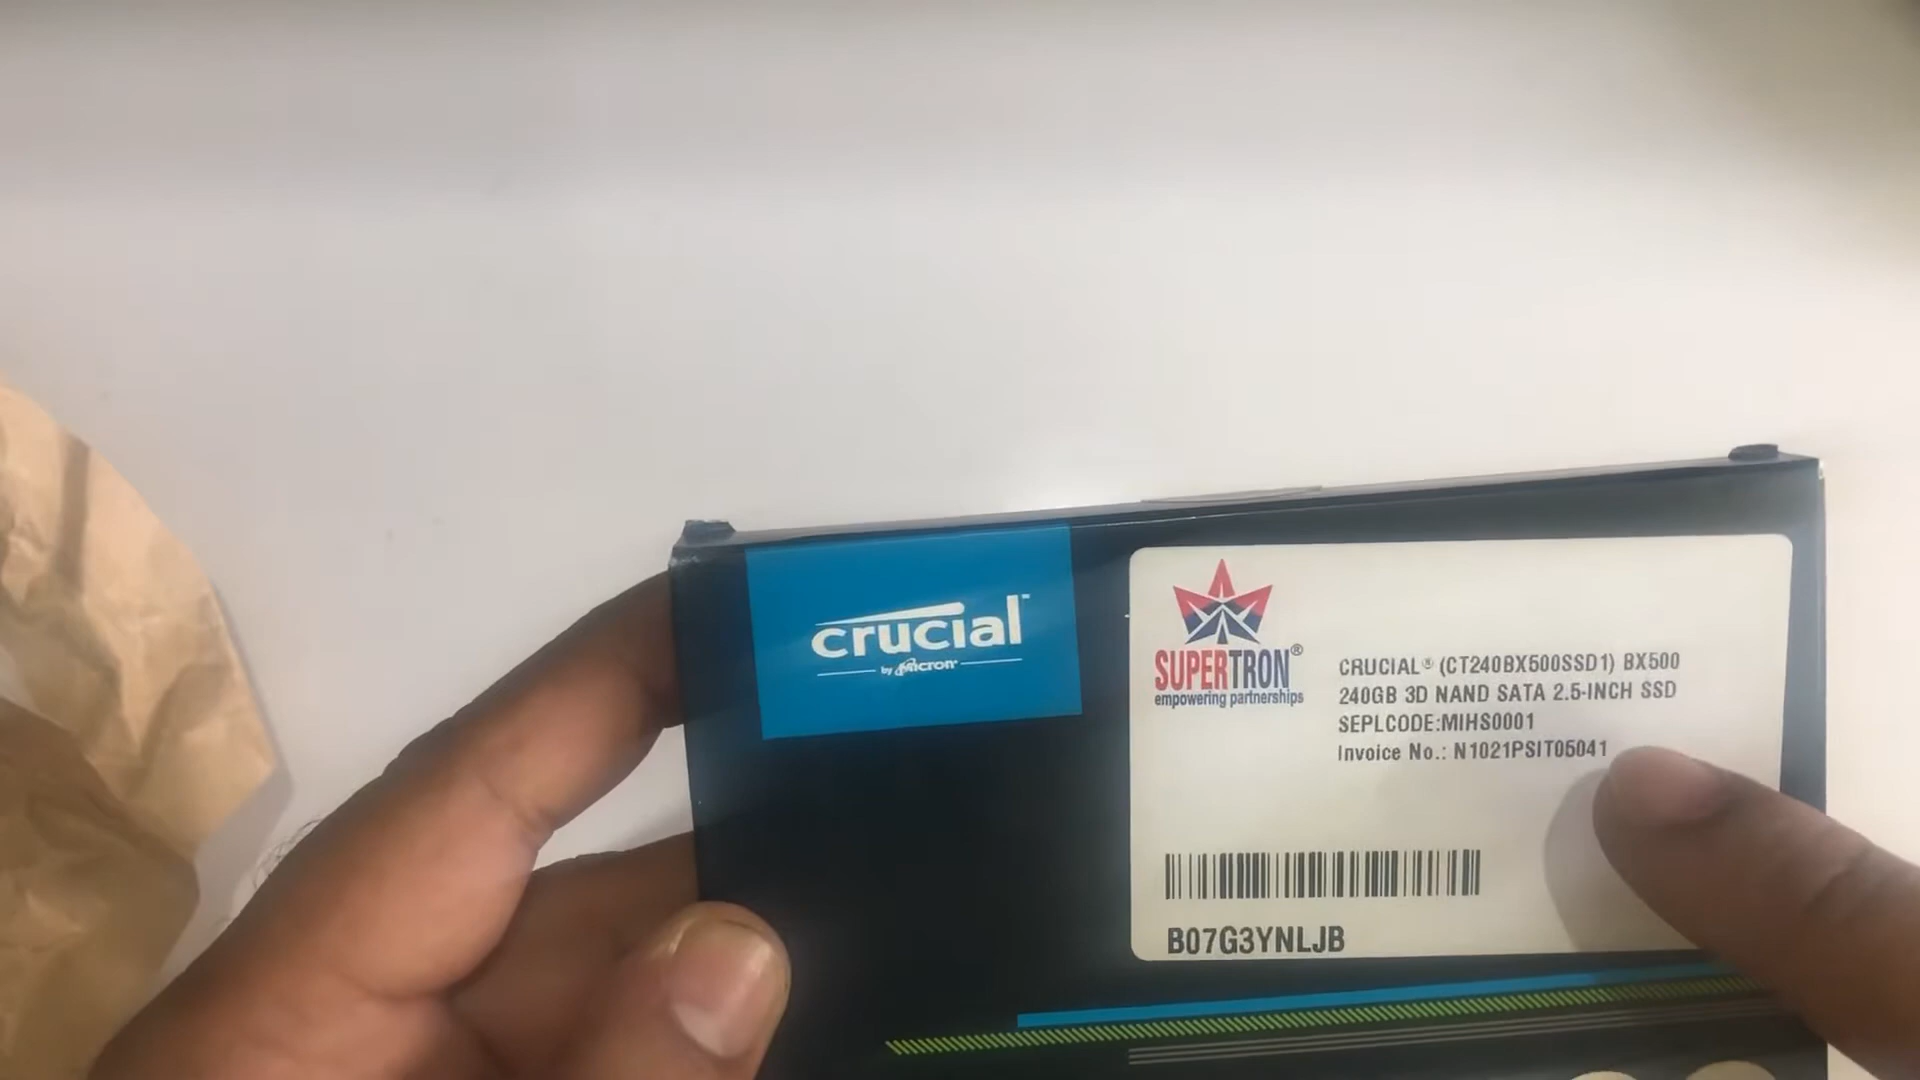 crucial™
by Micron®
SUPERTRON®
empowering partnerships
CRUCIAL® (CT240BX500SSD1) BX500
240GB 3D NAND SATA 2.5-INCH SSD
SEPLCODE:MIHS0001
Invoice No.: N1021PSIT05041
B07G3YNLJB